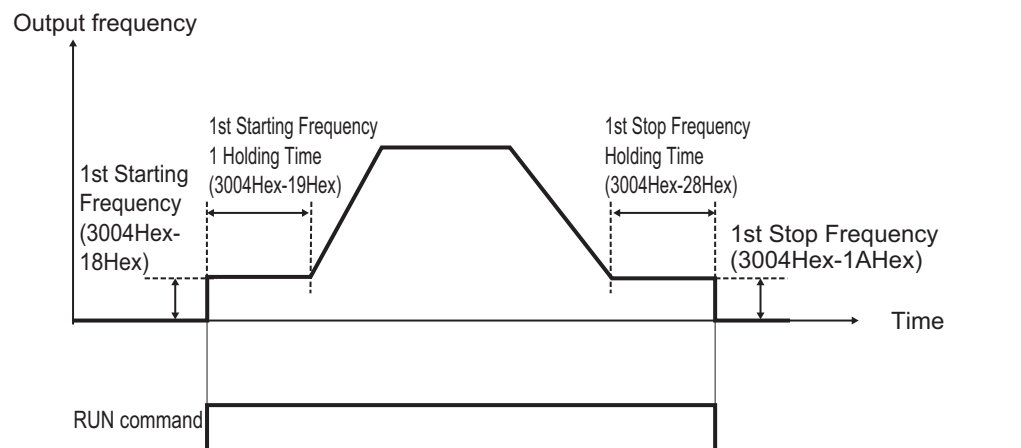 Output frequency
1st Starting Frequency
1 Holding Time
(3004Hex-19Hex)
1st Stop Frequency
Holding Time
(3004Hex-28Hex)
1st Starting
Frequency
(3004Hex-
18Hex)
1st Stop Frequency
(3004Hex-1AHex)
Time
RUN command